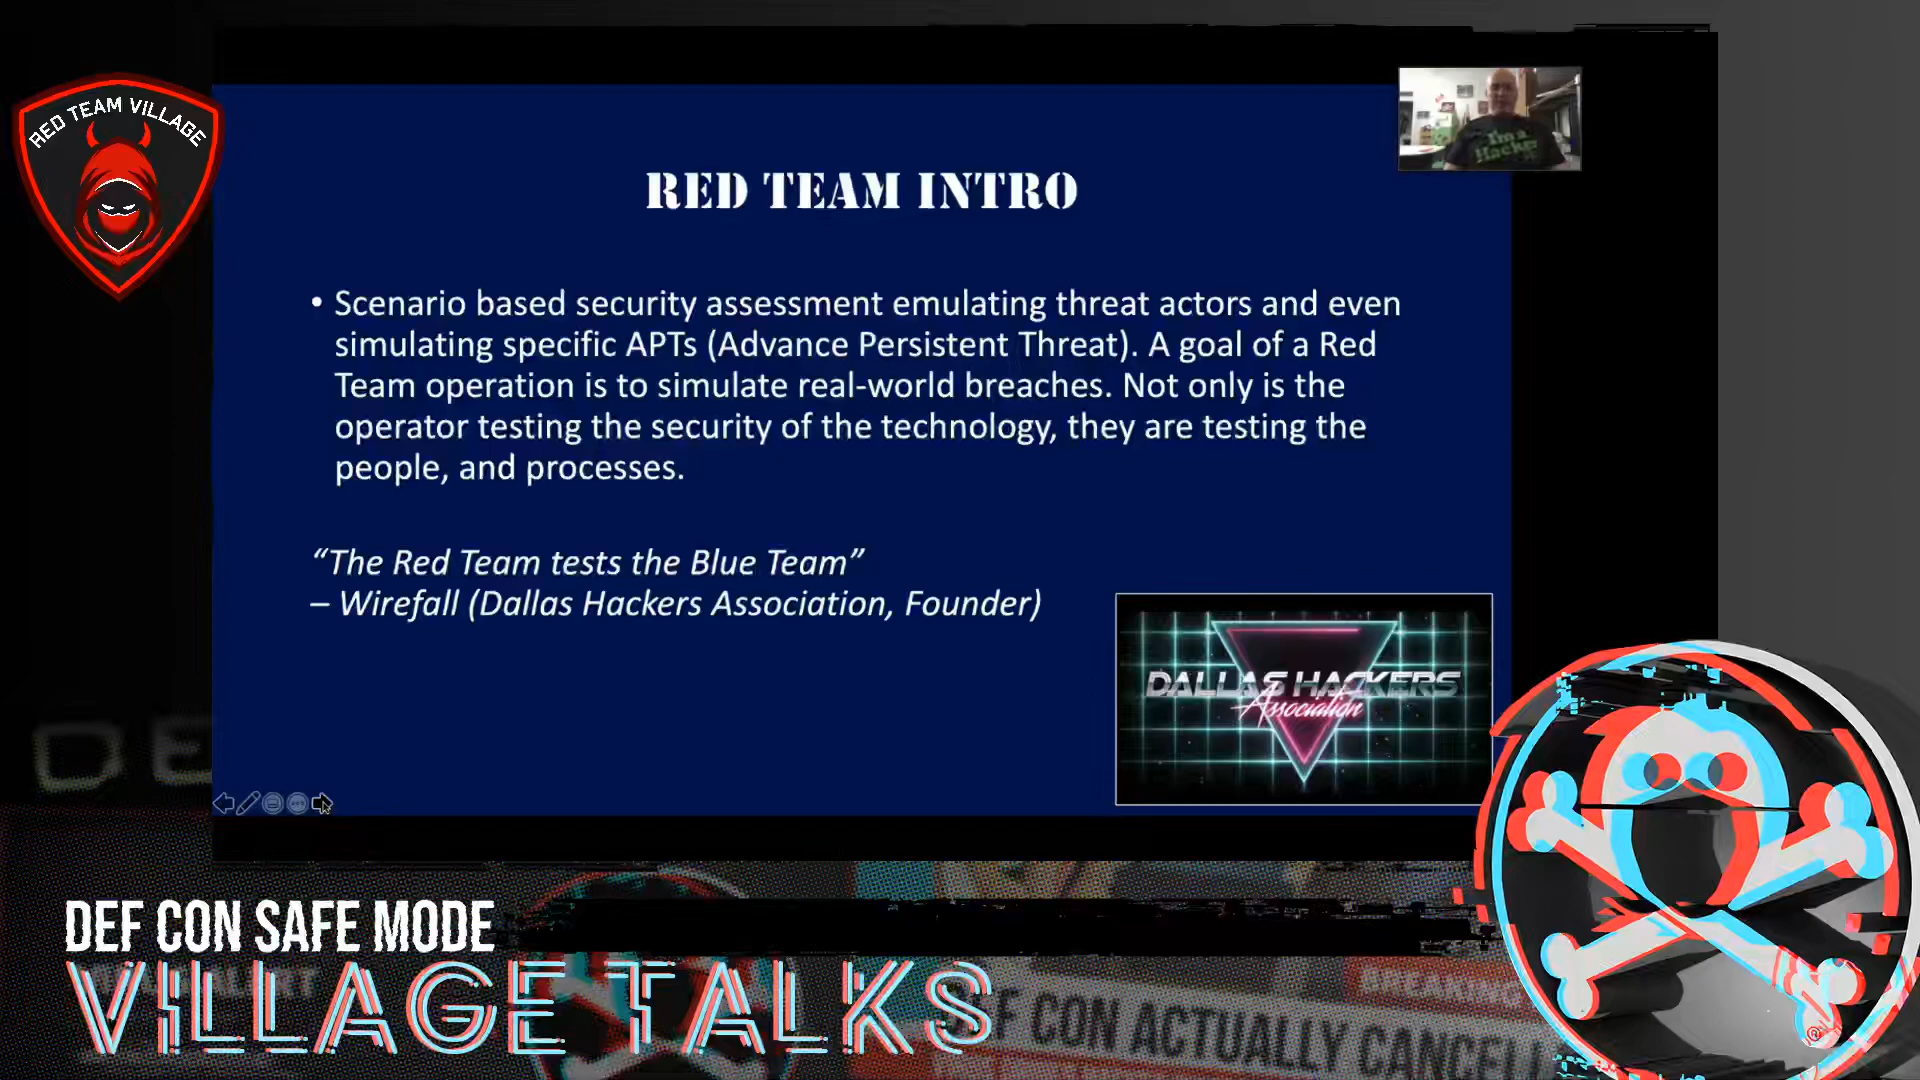 RED TEAM VILLAGE
I'm a
Hacker
RED TEAM INTRO
• Scenario based security assessment emulating threat actors and even
simulating specific APTs (Advance Persistent Threat). A goal of a Red
Team operation is to simulate real-world breaches. Not only is the
operator testing the security of the technology, they are testing the
people, and processes.
“The Red Team tests the Blue Team”
– Wirefall (Dallas Hackers Association, Founder)
DALLAS HACKERS
Association
DEF CON SAFE MODE
VILLAGE TALKS
BREAKING
DEF CON ACTUALLY CANCEL